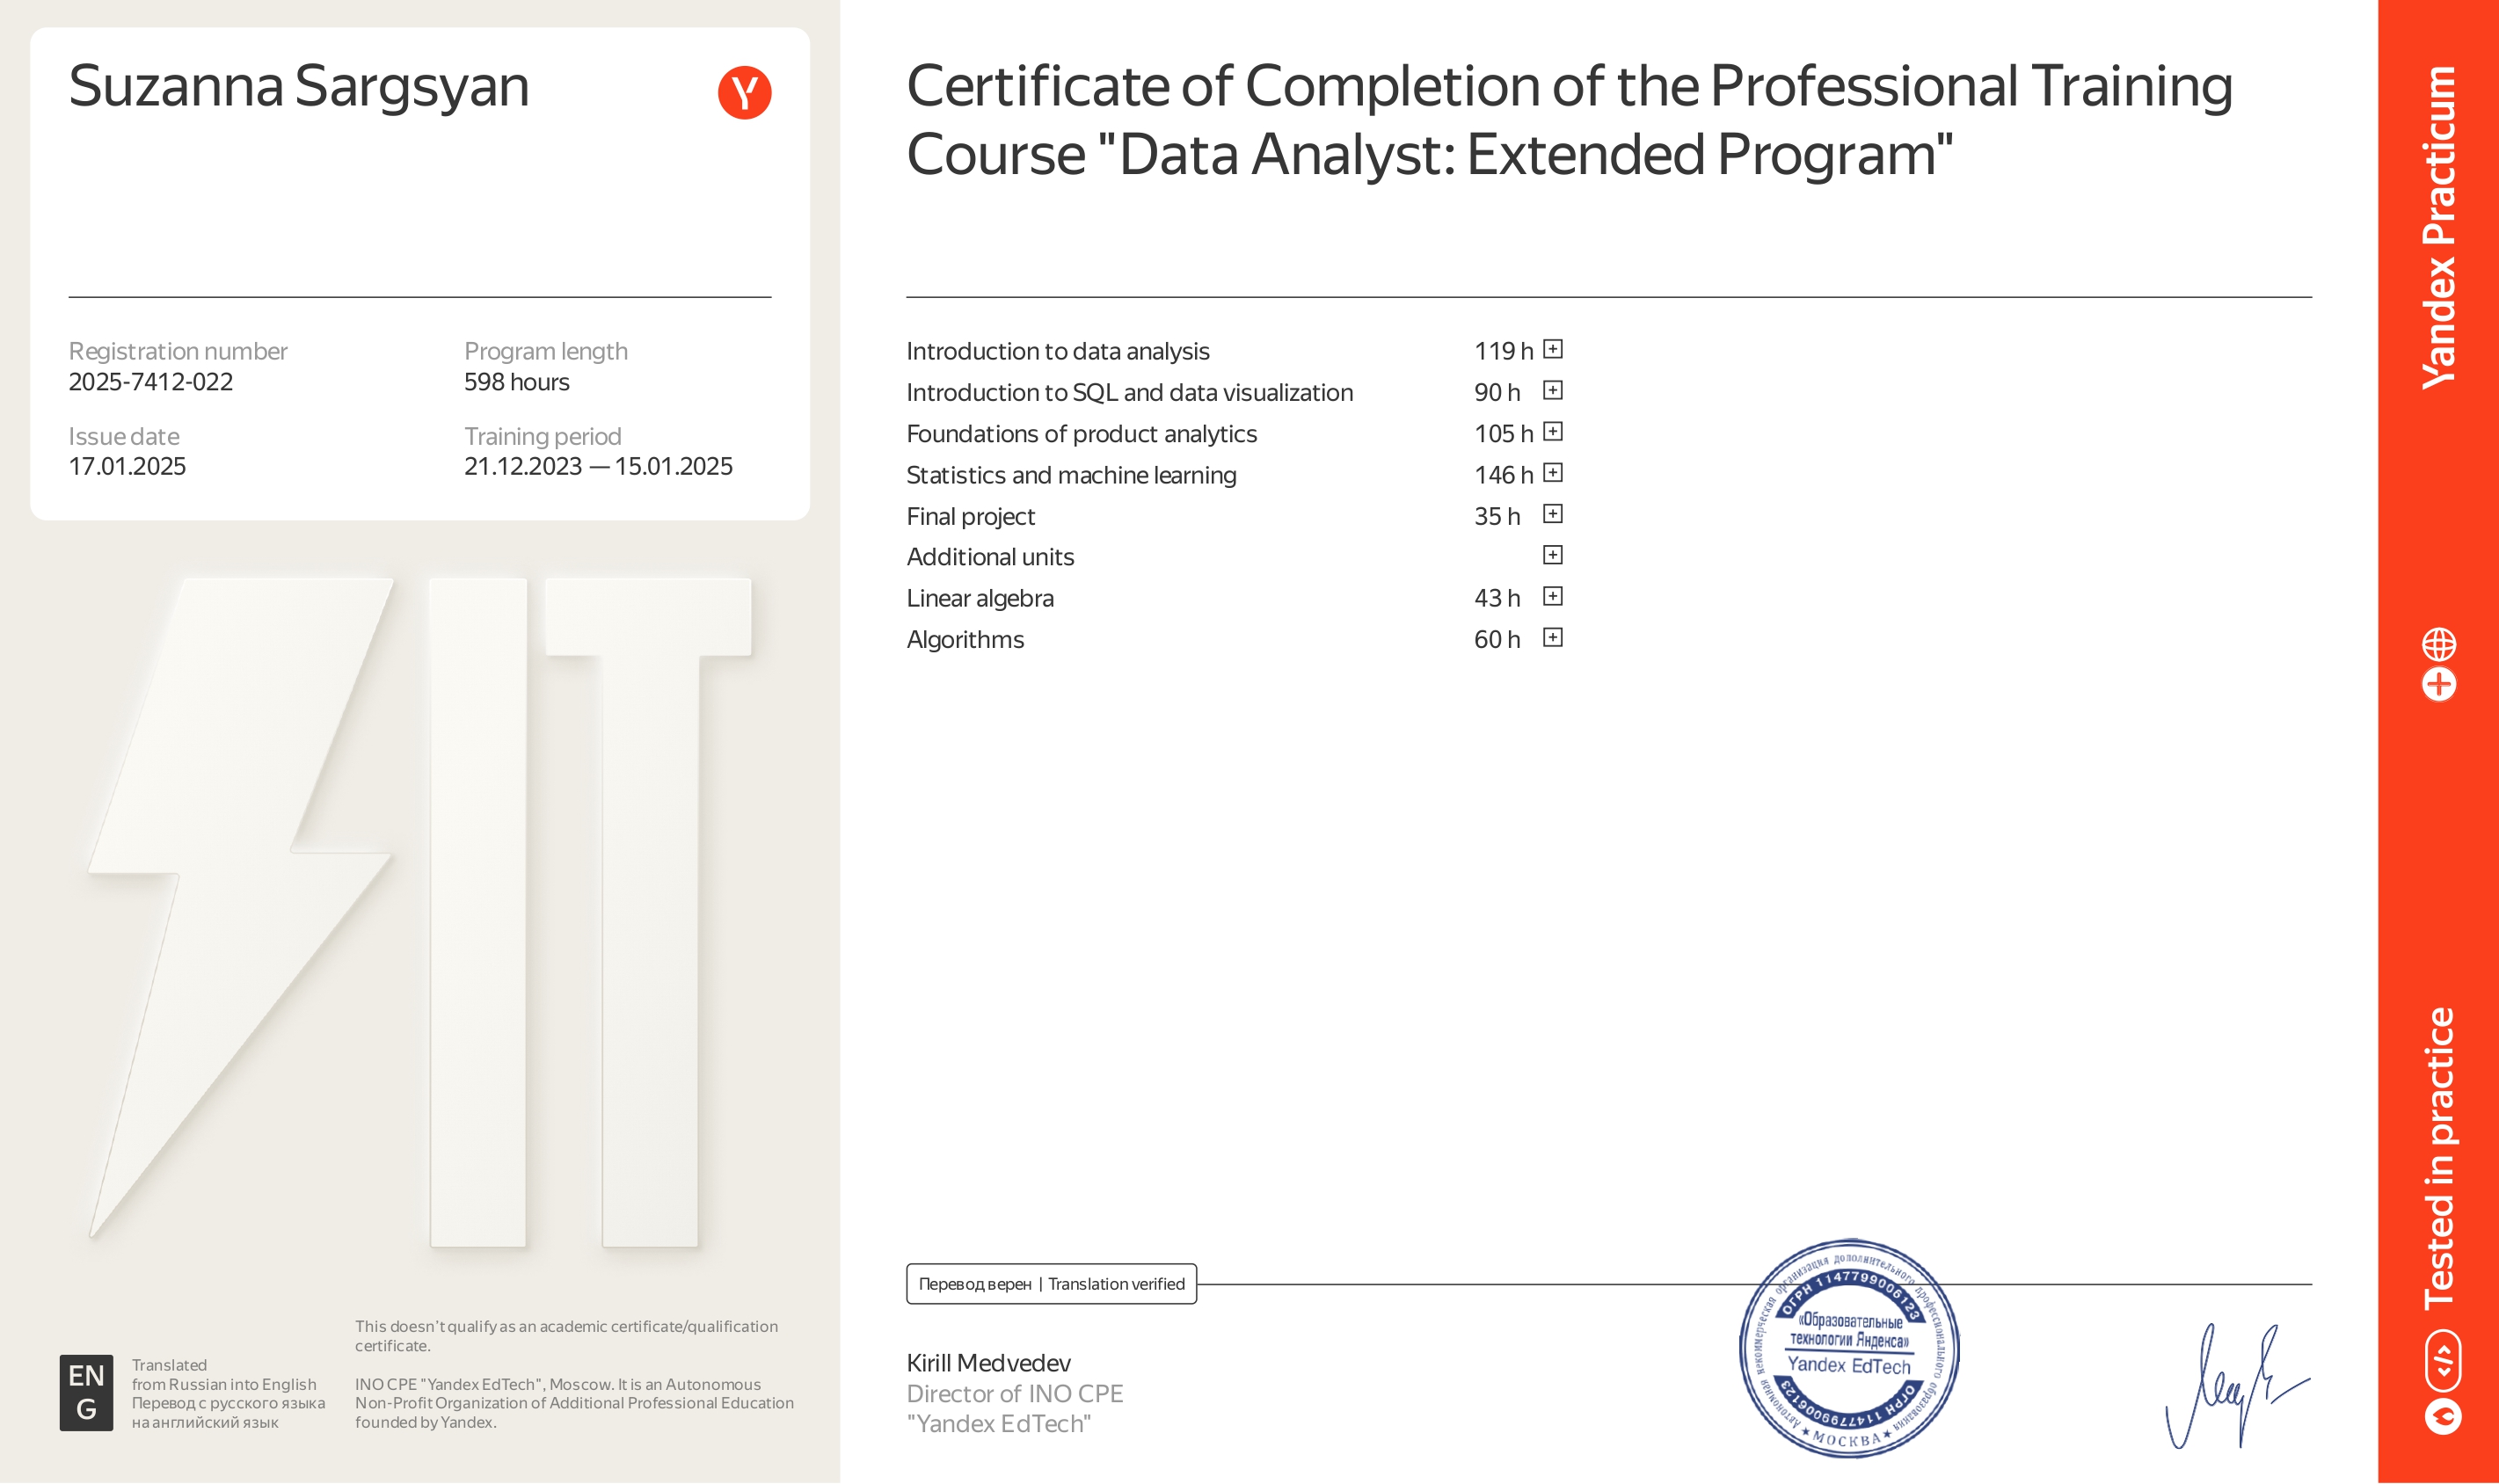 Suzanna Sargsyan
Registration number
2025-7412-022
Program length
598 hours
Issue date
17.01.2025
Training period
21.12.2023 — 15.01.2025
IT
EN
G
Translated
from Russian into English
Перевод с русского языка
на английский язык
This doesn't qualify as an academic certificate/qualification
certificate.
INO CPE "Yandex EdTech", Moscow. It is an Autonomous
Non-Profit Organization of Additional Professional Education
founded by Yandex.
Certificate of Completion of the Professional Training
Course "Data Analyst: Extended Program"
Introduction to data analysis 119 h
Introduction to SQL and data visualization 90 h
Foundations of product analytics 105 h
Statistics and machine learning 146 h
Final project 35 h
Additional units
Linear algebra 43 h
Algorithms 60 h
Перевод верен | Translation verified
Kirill Medvedev
Director of INO CPE
"Yandex EdTech"
Автономная некоммерческая организация дополнительного профессионального образования
ОГРН 1147799006123
«Образовательные
технологии Яндекса»
Yandex EdTech
ОГРН 1147799006123
★ МОСКВА ★
Yandex Practicum
Tested in practice